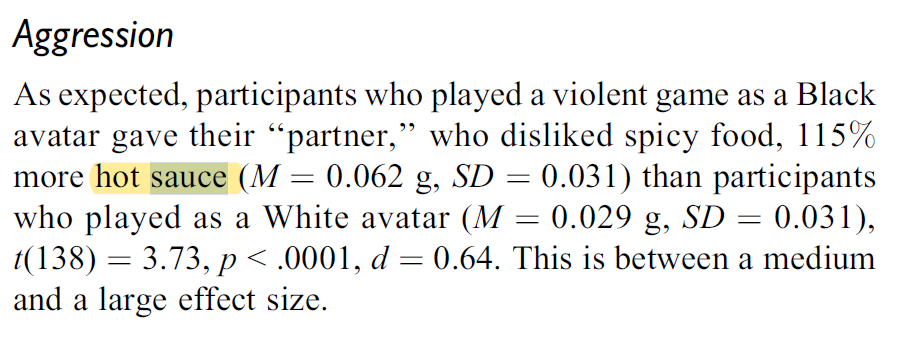 Aggression
As expected, participants who played a violent game as a Black
avatar gave their “partner,” who disliked spicy food, 115%
more hot sauce (M = 0.062 g, SD = 0.031) than participants
who played as a White avatar (M = 0.029 g, SD = 0.031),
t(138) = 3.73, p < .0001, d = 0.64. This is between a medium
and a large effect size.